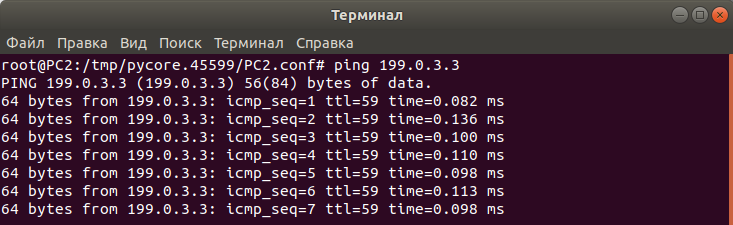 Терминал
Файл Правка Вид Поиск Терминал Справка
root@PC2:/tmp/pycore.45599/PC2.conf# ping 199.0.3.3
PING 199.0.3.3 (199.0.3.3) 56(84) bytes of data.
64 bytes from 199.0.3.3: icmp_seq=1 ttl=59 time=0.082 ms
64 bytes from 199.0.3.3: icmp_seq=2 ttl=59 time=0.136 ms
64 bytes from 199.0.3.3: icmp_seq=3 ttl=59 time=0.100 ms
64 bytes from 199.0.3.3: icmp_seq=4 ttl=59 time=0.110 ms
64 bytes from 199.0.3.3: icmp_seq=5 ttl=59 time=0.098 ms
64 bytes from 199.0.3.3: icmp_seq=6 ttl=59 time=0.113 ms
64 bytes from 199.0.3.3: icmp_seq=7 ttl=59 time=0.098 ms